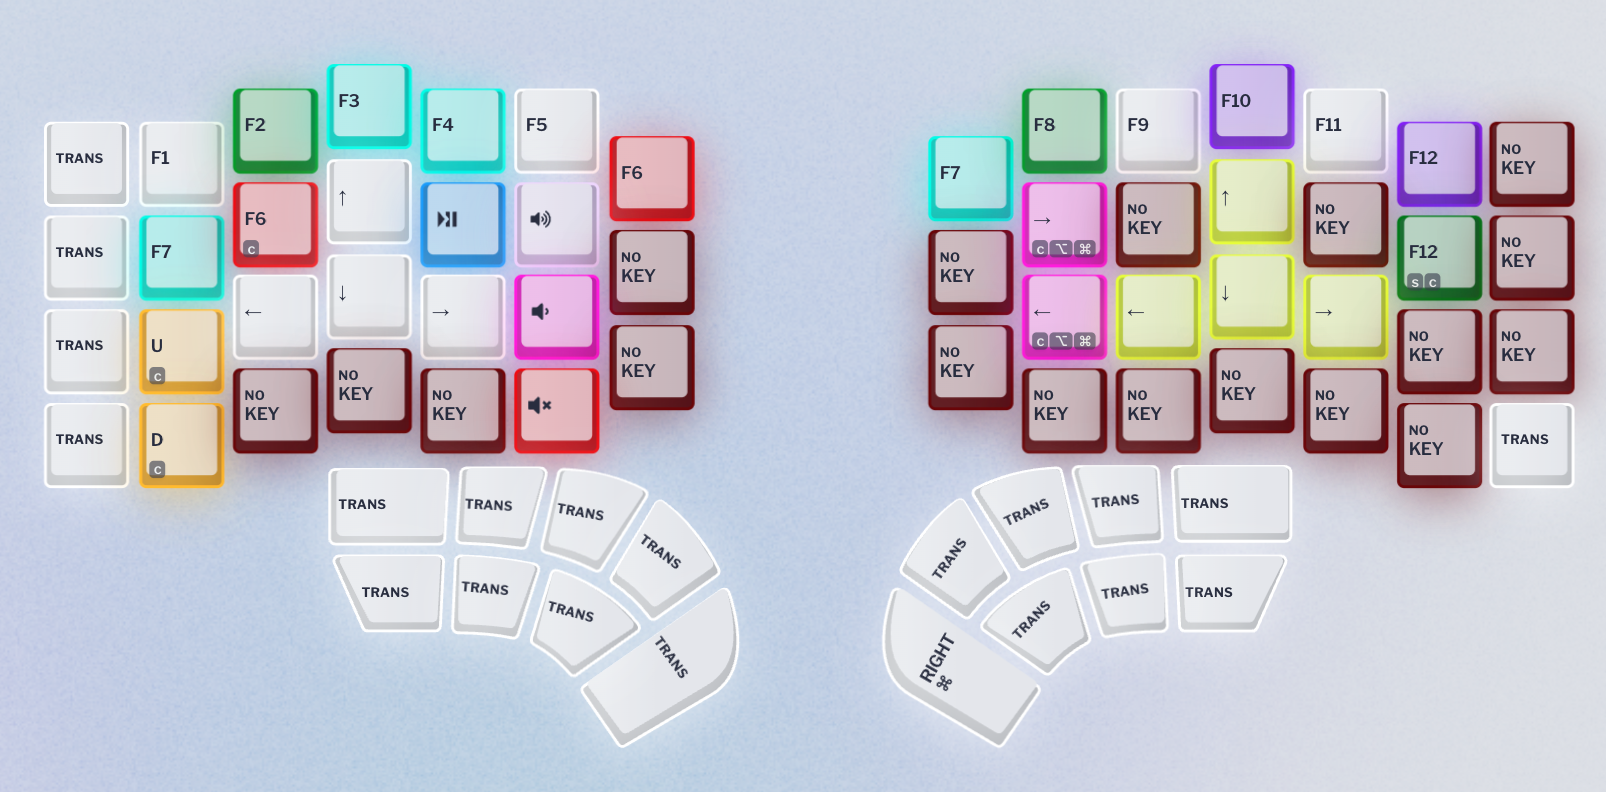 TRANS F1 F2 F3 F4 F5 F6
TRANS F7 F6 ↑ NO
C KEY
TRANS U ← ↓ → NO
C KEY
TRANS D NO NO NO
C KEY KEY KEY
TRANS TRANS TRANS TRANS
TRANS TRANS TRANS TRANS
F7 F8 F9 F10 F11 F12 NO
KEY
NO → NO ↑ NO F12 NO
KEY C ⌥ ⌘ KEY KEY S C KEY
NO ← ← ↓ → NO NO
KEY C ⌥ ⌘ KEY KEY
NO NO NO NO NO TRANS
KEY KEY KEY KEY KEY
TRANS TRANS TRANS TRANS
RIGHT TRANS TRANS TRANS
⌘